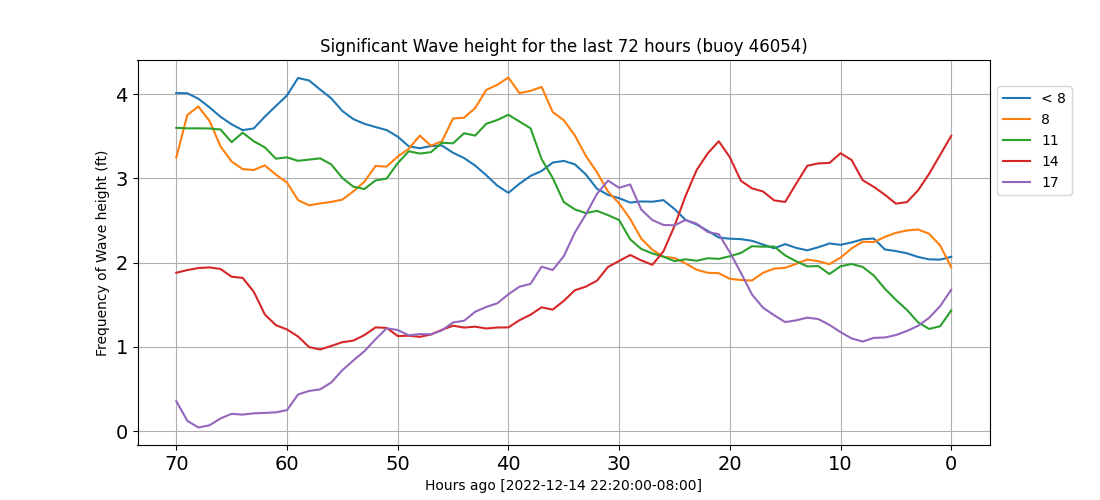 Significant Wave height for the last 72 hours (buoy 46054)
Frequency of Wave height (ft)
4
3
2
1
0
70 60 50 40 30 20 10 0
Hours ago [2022-12-14 22:20:00-08:00]
< 8
8
11
14
17